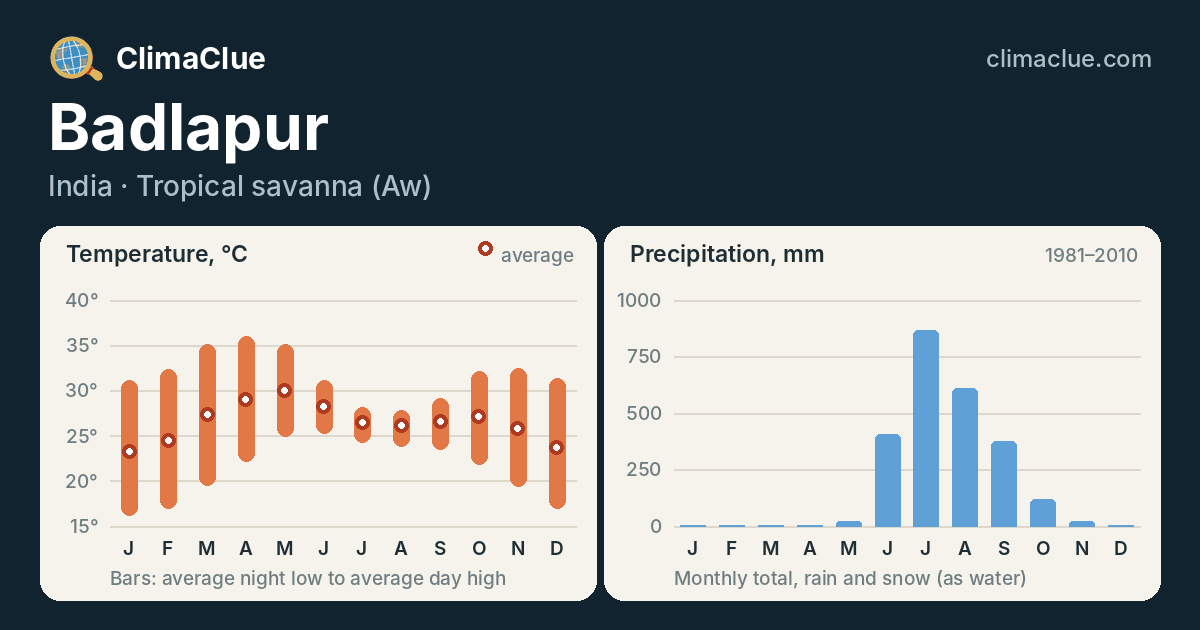 ClimaClue
climaclue.com
Badlapur
India · Tropical savanna (Aw)
Temperature, °C
average
40°
35°
30°
25°
20°
15°
J F M A M J J A S O N D
Bars: average night low to average day high
Precipitation, mm
1981–2010
1000
750
500
250
0
J F M A M J J A S O N D
Monthly total, rain and snow (as water)